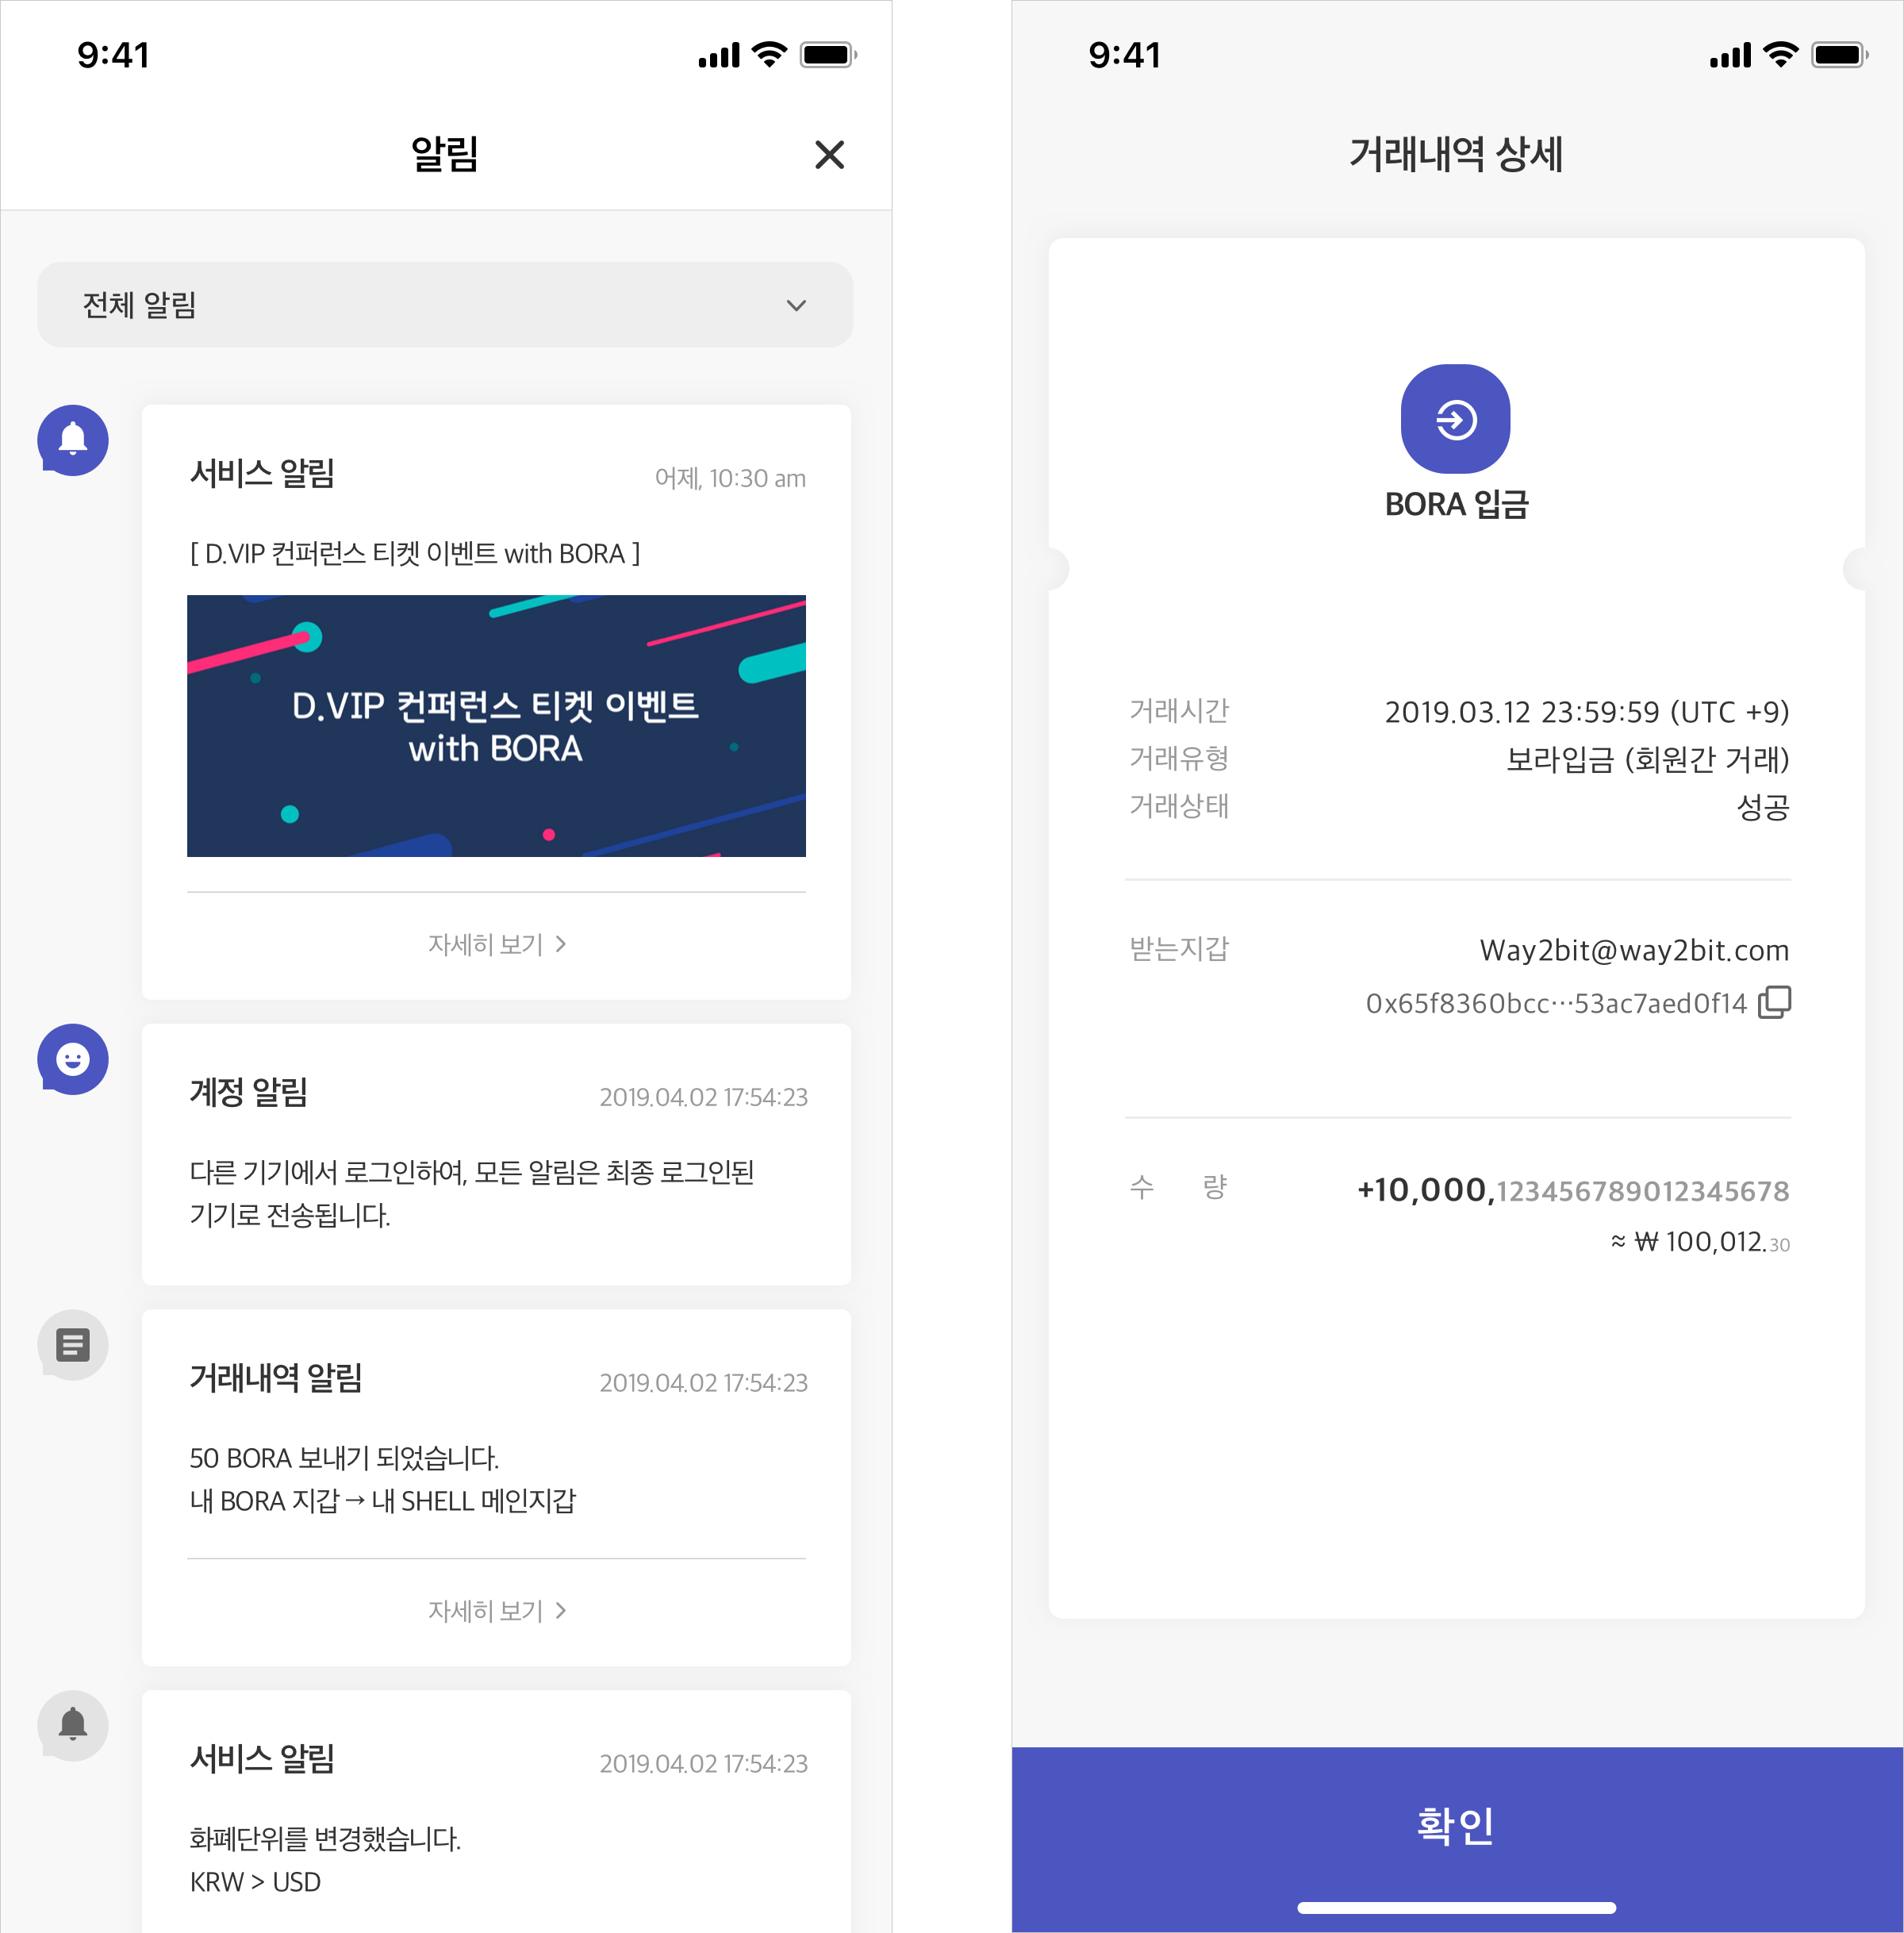 9:41
알림
전체 알림
서비스 알림
어제, 10:30 am
[ D.VIP 컨퍼런스 티켓 이벤트 with BORA ]
D.VIP 컨퍼런스 티켓 이벤트
with BORA
자세히 보기
계정 알림
2019.04.02 17:54:23
다른 기기에서 로그인하여, 모든 알림은 최종 로그인된
기기로 전송됩니다.
거래내역 알림
2019.04.02 17:54:23
50 BORA 보내기 되었습니다.
내 BORA 지갑 → 내 SHELL 메인지갑
자세히 보기
서비스 알림
2019.04.02 17:54:23
화폐단위를 변경했습니다.
KRW > USD
9:41
거래내역 상세
BORA 입금
거래시간 2019.03.12 23:59:59 (UTC +9)
거래유형 보라입금 (회원간 거래)
거래상태 성공
받는지갑 Way2bit@way2bit.com
0x65f8360bcc···53ac7aed0f14
수 량 +10,000,123456789012345678
≈ ₩ 100,012.30
확인